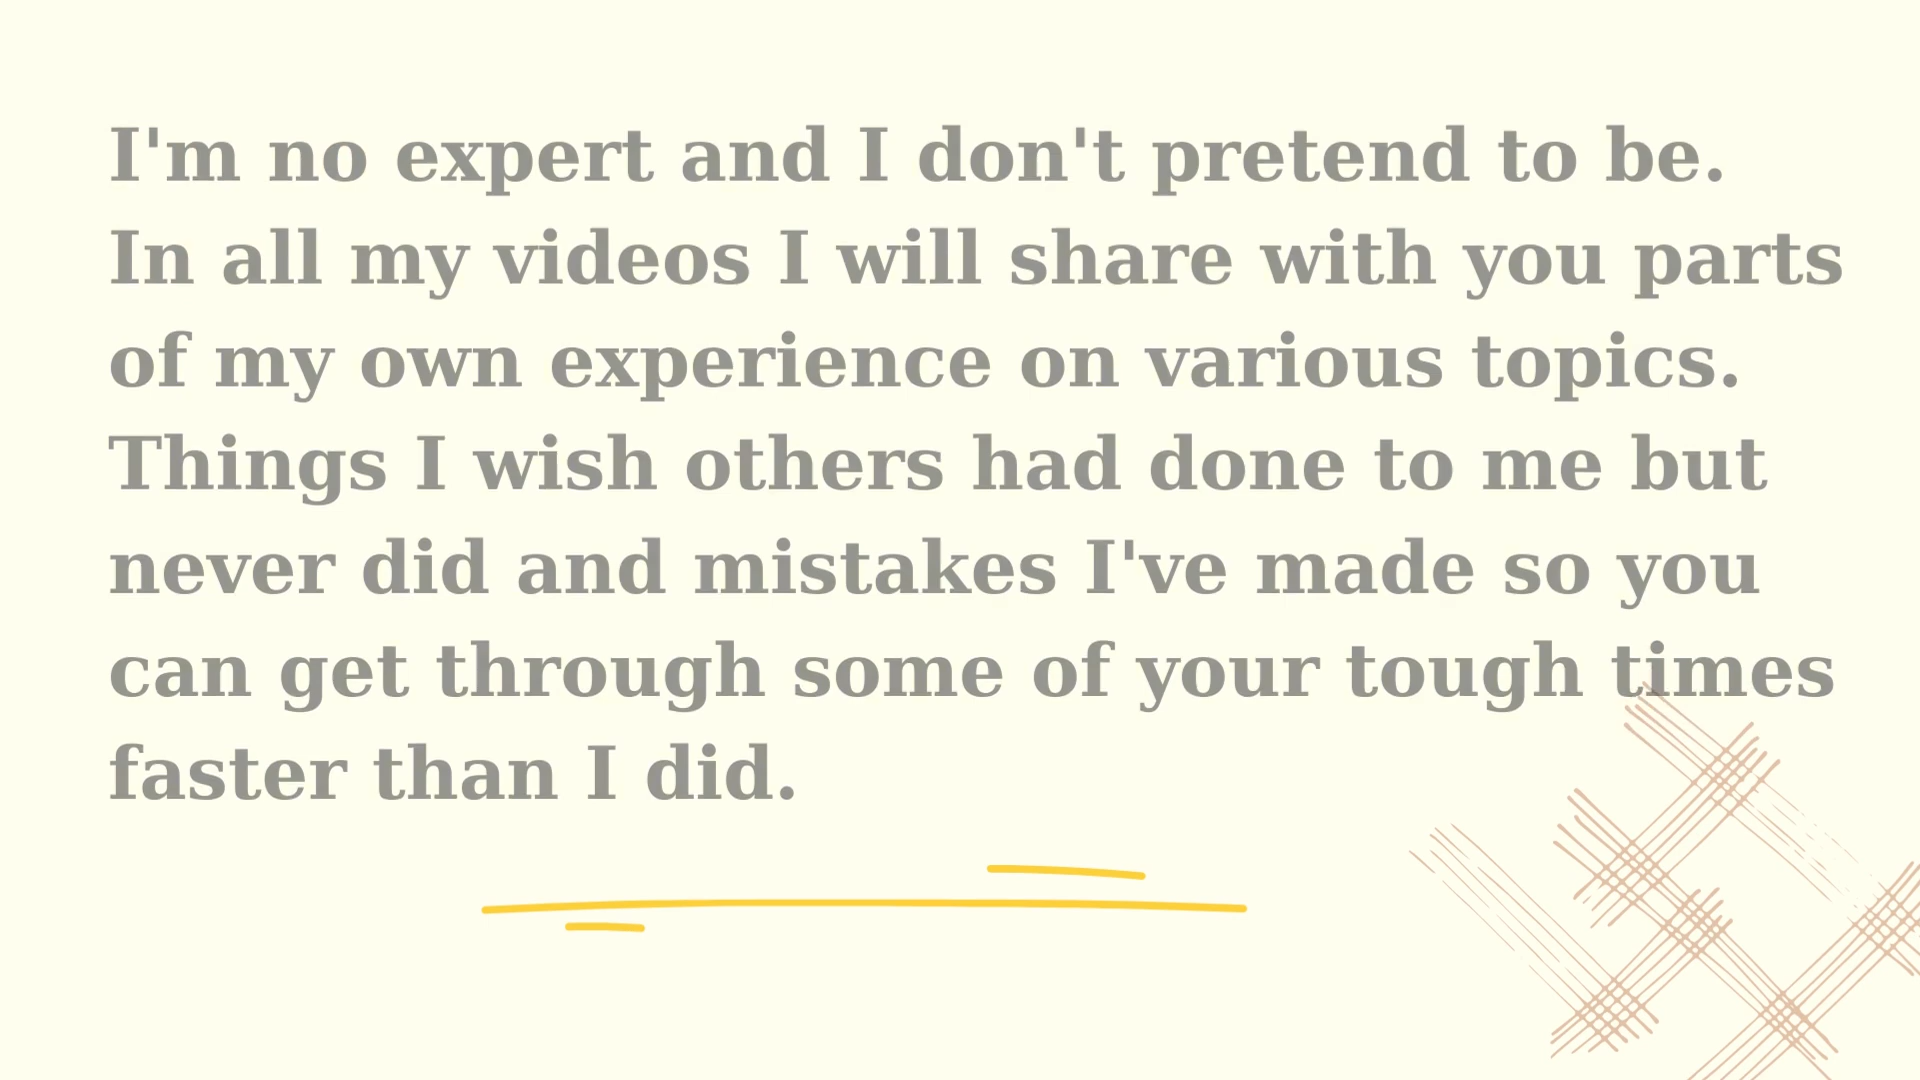 I'm no expert and I don't pretend to be.
In all my videos I will share with you parts
of my own experience on various topics.
Things I wish others had done to me but
never did and mistakes I've made so you
can get through some of your tough times
faster than I did.